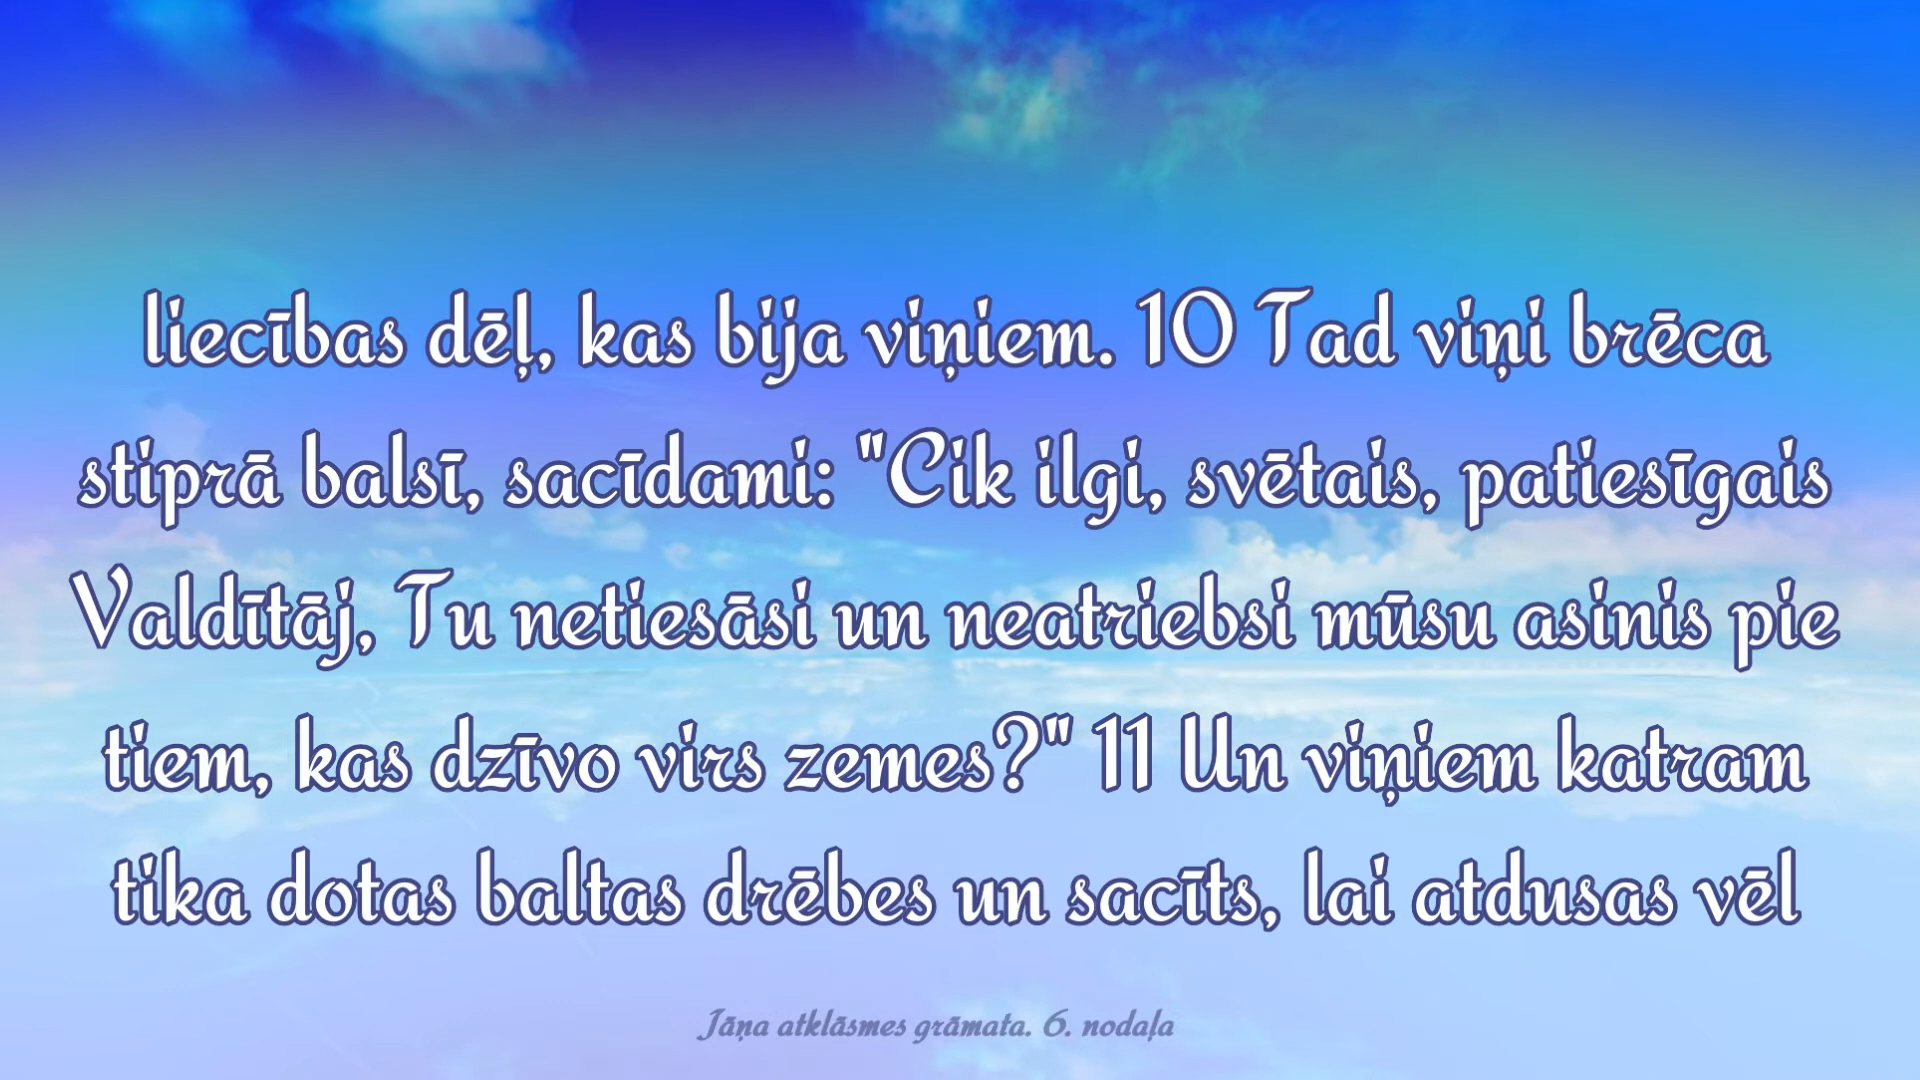 liecības dēļ, kas bija viņiem. 10 Tad viņi brēca
stiprā balsī, sacīdami: "Cik ilgi, svētais, patiesīgais
Valdītāj, Tu netiesāsi un neatriebsi mūsu asinis pie
tiem, kas dzīvo virs zemes?" 11 Un viņiem katram
tika dotas baltas drēbes un sacīts, lai atdusas vēl
Jāņa atklāsmes grāmata. 6. nodaļa